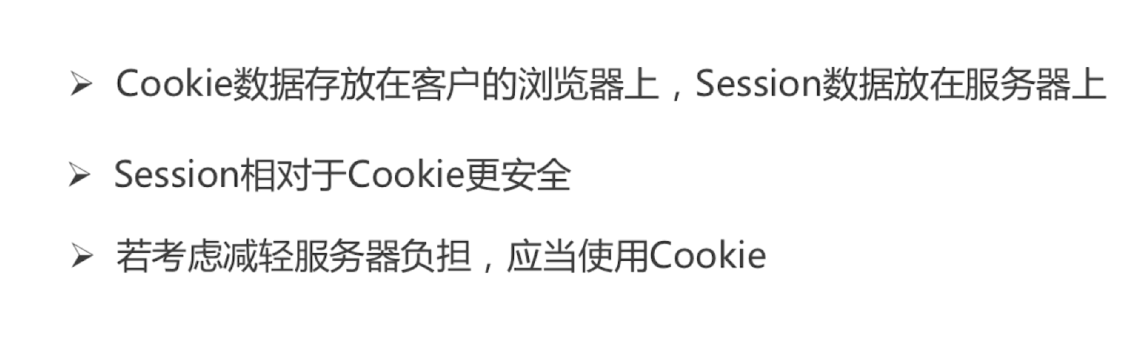 ➢ Cookie数据存放在客户的浏览器上，Session数据放在服务器上
➢ Session相对于Cookie更安全
➢ 若考虑减轻服务器负担，应当使用Cookie